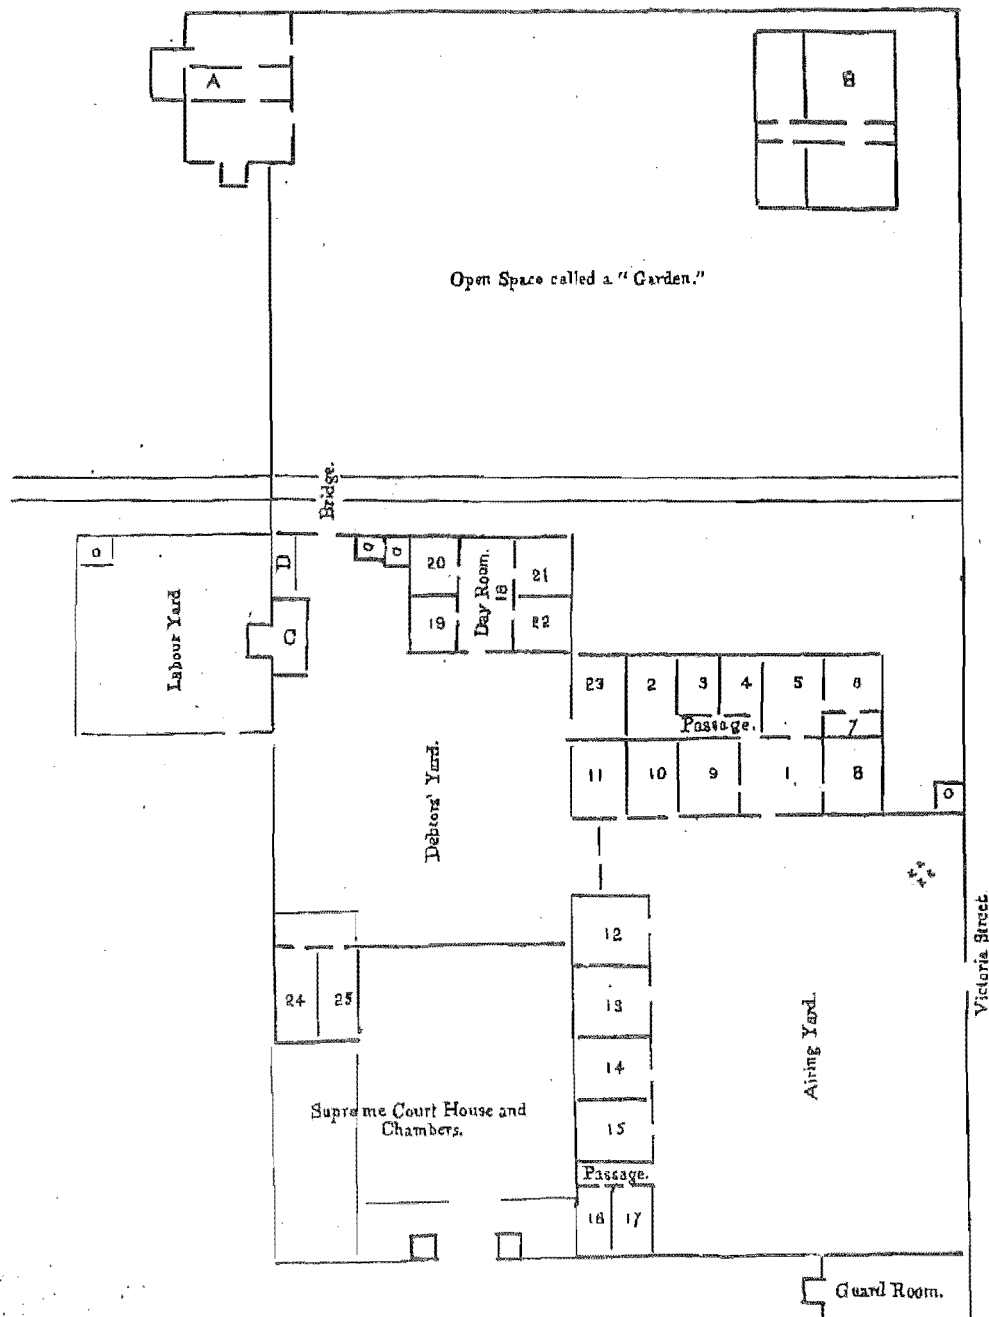 A
B
Open Space called a "Garden."
Bridge.
o
o
o
D
20
Day Room.
18
21
19
22
C
Labour Yard
23
2
3
4
5
6
Passage.
7
11
10
9
1
8
o
Debtors' Yard.
12
13
14
15
Passage.
16
17
24
25
Airing Yard.
Victoria Street
Supreme Court House and
Chambers.
Guard Room.